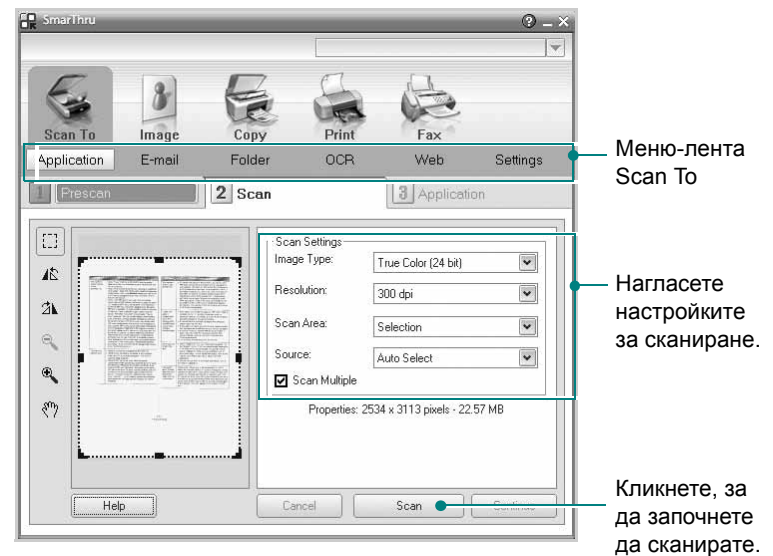 SmarThru
Scan To Image Copy Print Fax
Application E-mail Folder OCR Web Settings
Меню-лента
Scan To
1 Prescan 2 Scan 3 Application
Scan Settings
Image Type: True Color (24 bit)
Resolution: 300 dpi
Scan Area: Selection
Source: Auto Select
Scan Multiple
Properties: 2534 x 3113 pixels - 22.57 MB
Нагласете
настройките
за сканиране.
Help Cancel Scan Continue
Кликнете, за
да започнете
да сканирате.